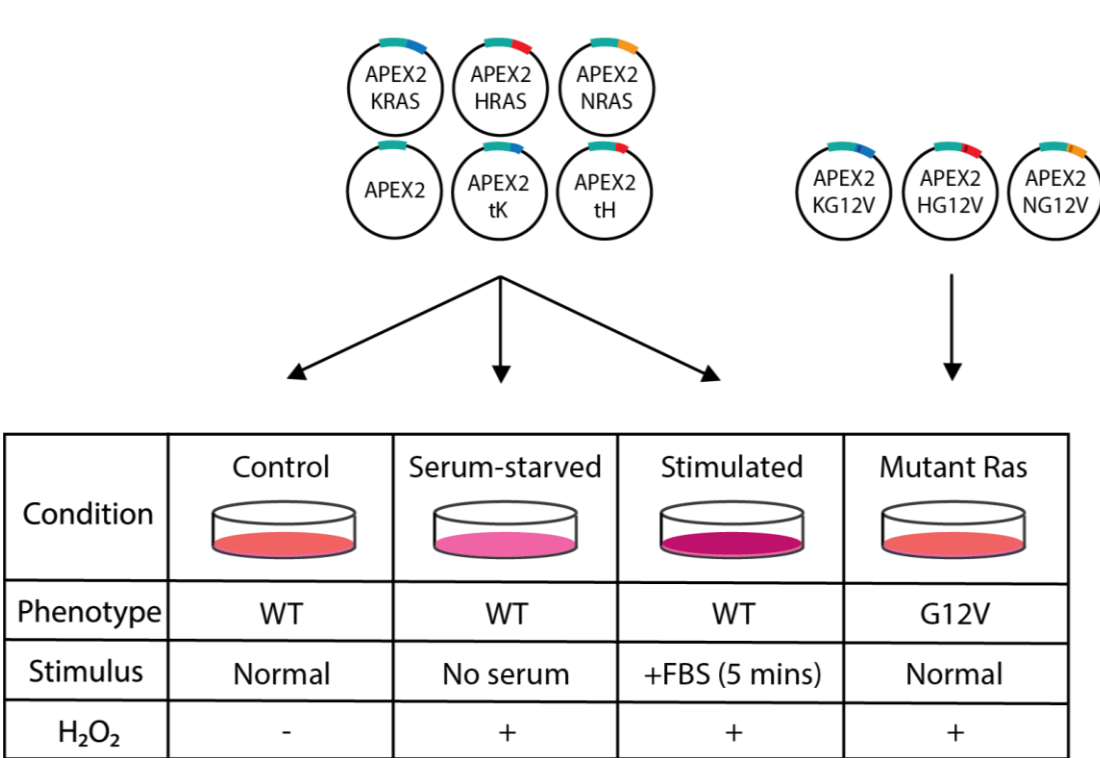 APEX2 KRAS
APEX2 HRAS
APEX2 NRAS
APEX2
APEX2 tK
APEX2 tH
APEX2 KG12V
APEX2 HG12V
APEX2 NG12V
Condition Control Serum-starved Stimulated Mutant Ras
Phenotype WT WT WT G12V
Stimulus Normal No serum +FBS (5 mins) Normal
H₂O₂ - + + +